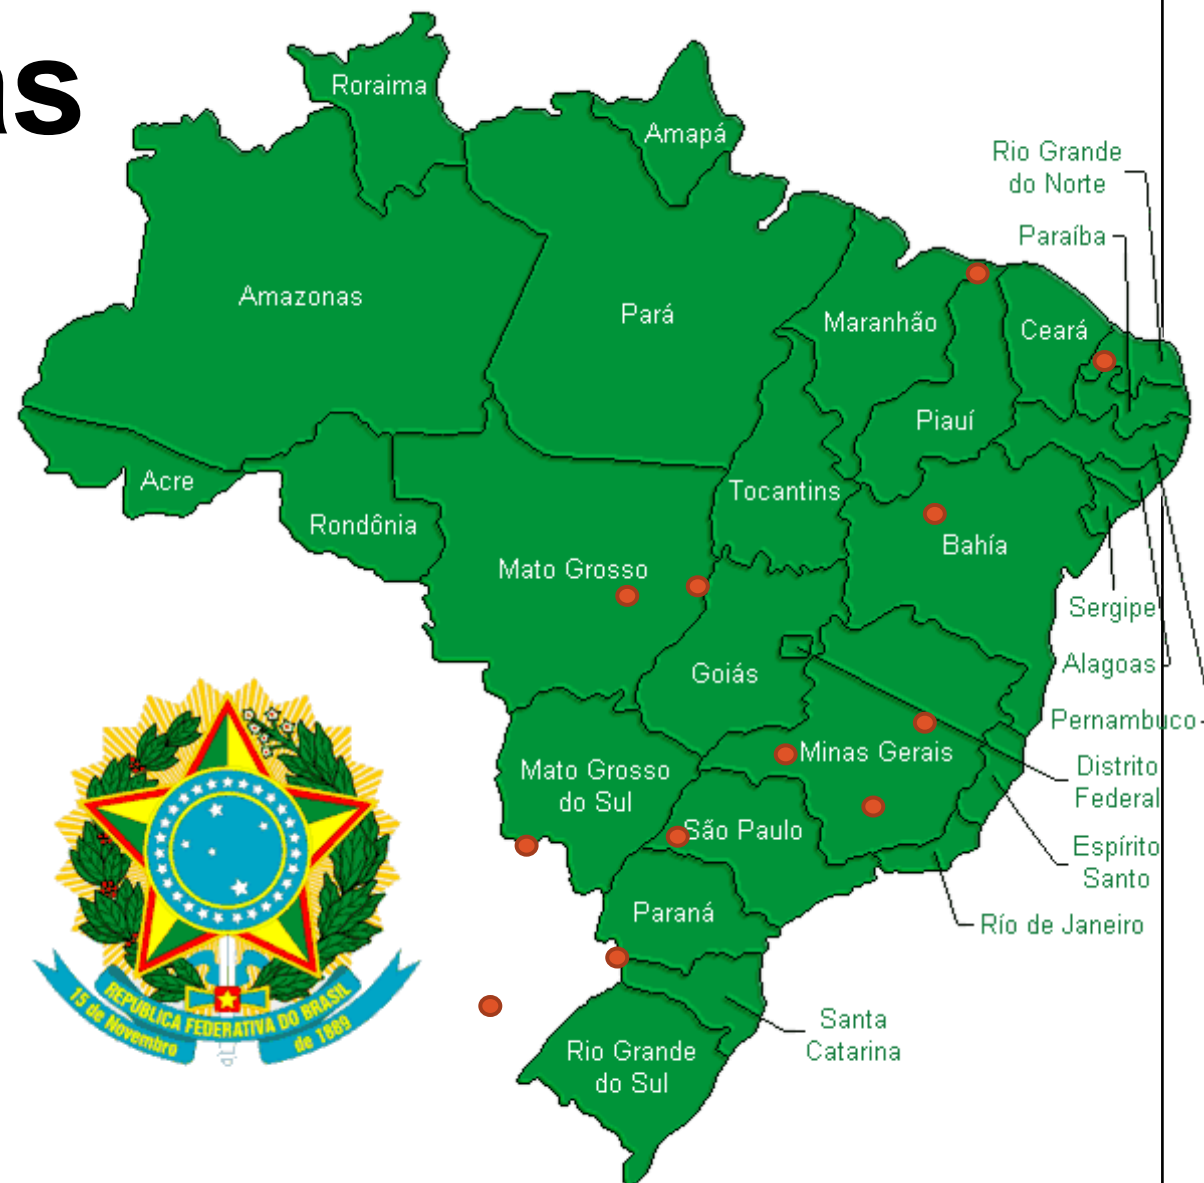 as
Roraima
Amapá
Rio Grande
do Norte
Paraíba
Amazonas
Pará
Maranhão
Ceará
Piauí
Acre
Rondônia
Tocantins
Mato Grosso
Bahía
Sergipe
Goiás
Alagoas
Pernambuco
Minas Gerais
Distrito
Federal
Mato Grosso
do Sul
São Paulo
Espírito
Santo
Paraná
Río de Janeiro
Santa
Catarina
Rio Grande
do Sul
REPUBLICA FEDERATIVA DO BRASIL
15 de Novembro
de 1889